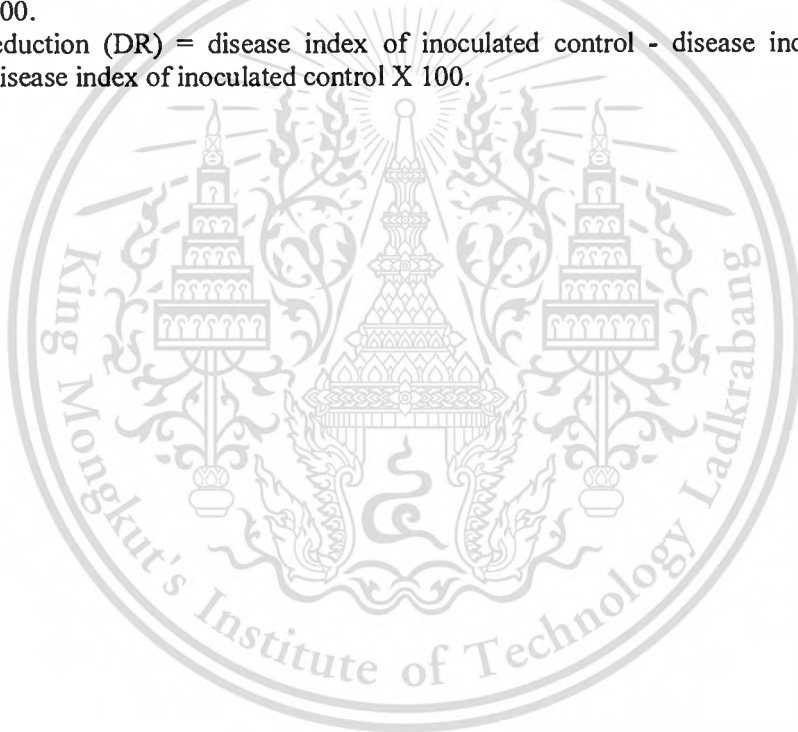 00.
eduction (DR) = disease index of inoculated control - disease ind
isease index of inoculated control X 100.
King Mongkut's Institute of Technology Ladkrabang